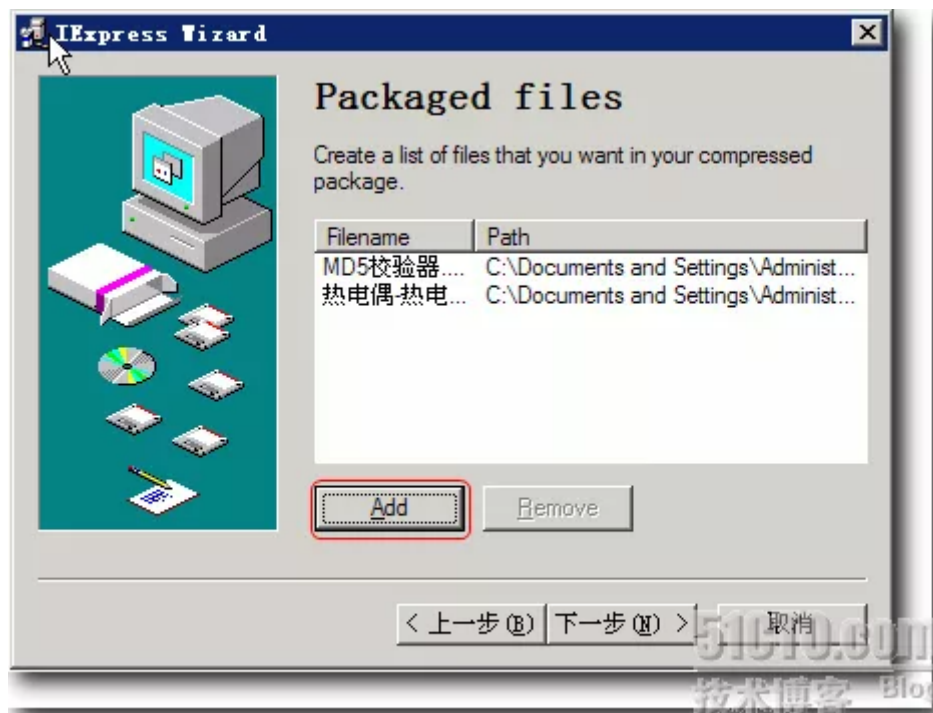 IExpress Wizard
Packaged files
Create a list of files that you want in your compressed
package.
Filename Path
MD5校验器.... C:\Documents and Settings\Administ...
热电偶-热电... C:\Documents and Settings\Administ...
Add Remove
< 上一步(B) 下一步(N) > 取消
51CTO.com
技术博客 Blog